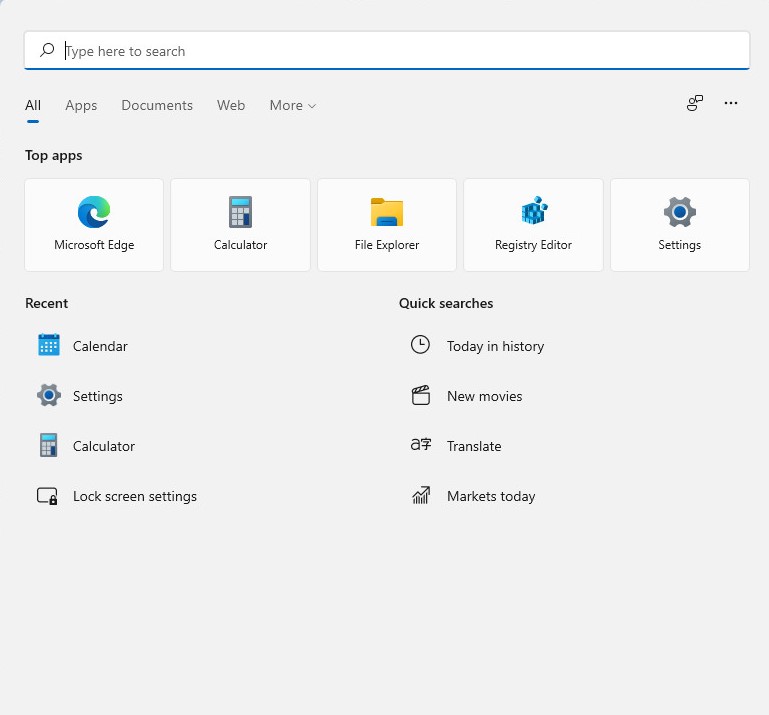 Type here to search
All Apps Documents Web More
Top apps
Microsoft Edge Calculator File Explorer Registry Editor Settings
Recent Quick searches
Calendar Today in history
Settings New movies
Calculator Translate
Lock screen settings Markets today